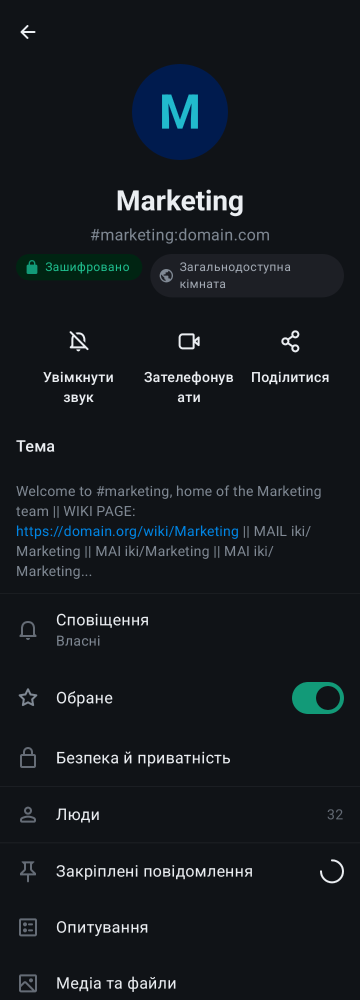 M
Marketing
#marketing:domain.com
Зашифровано
Загальнодоступна
кімната
Увімкнути
звук
Зателефонув
ати
Поділитися
Тема
Welcome to #marketing, home of the Marketing
team || WIKI PAGE:
https://domain.org/wiki/Marketing || MAIL iki/
Marketing || MAI iki/Marketing || MAI iki/
Marketing...
Сповіщення
Власні
Обране
Безпека й приватність
Люди
32
Закріплені повідомлення
Опитування
Медіа та файли